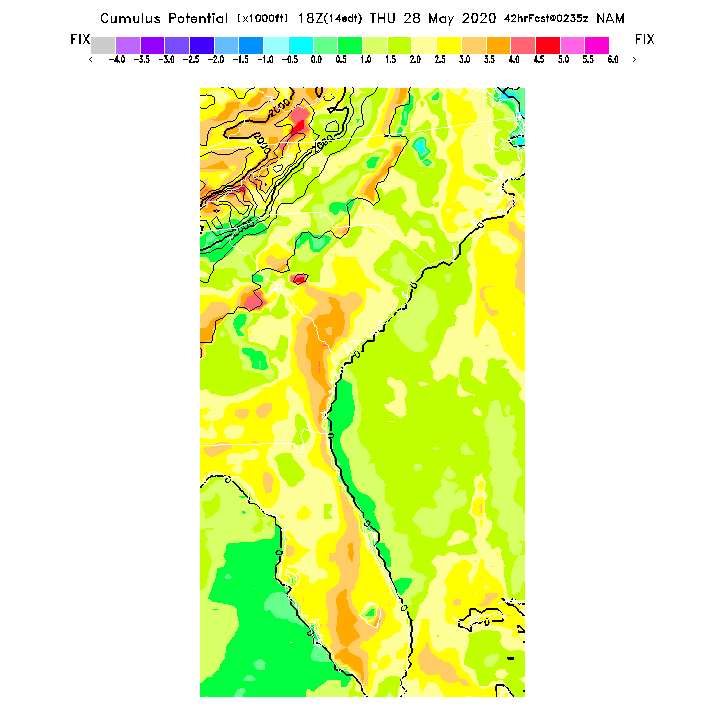 Cumulus Potential [x1000ft] 18Z(14edt) THU 28 May 2020 42hrFcst@0235z NAM
FIX FIX
< -4.0 -3.5 -3.0 -2.5 -2.0 -1.5 -1.0 -0.5 0.0 0.5 1.0 1.5 2.0 2.5 3.0 3.5 4.0 4.5 5.0 5.5 6.0 >
2000
2000